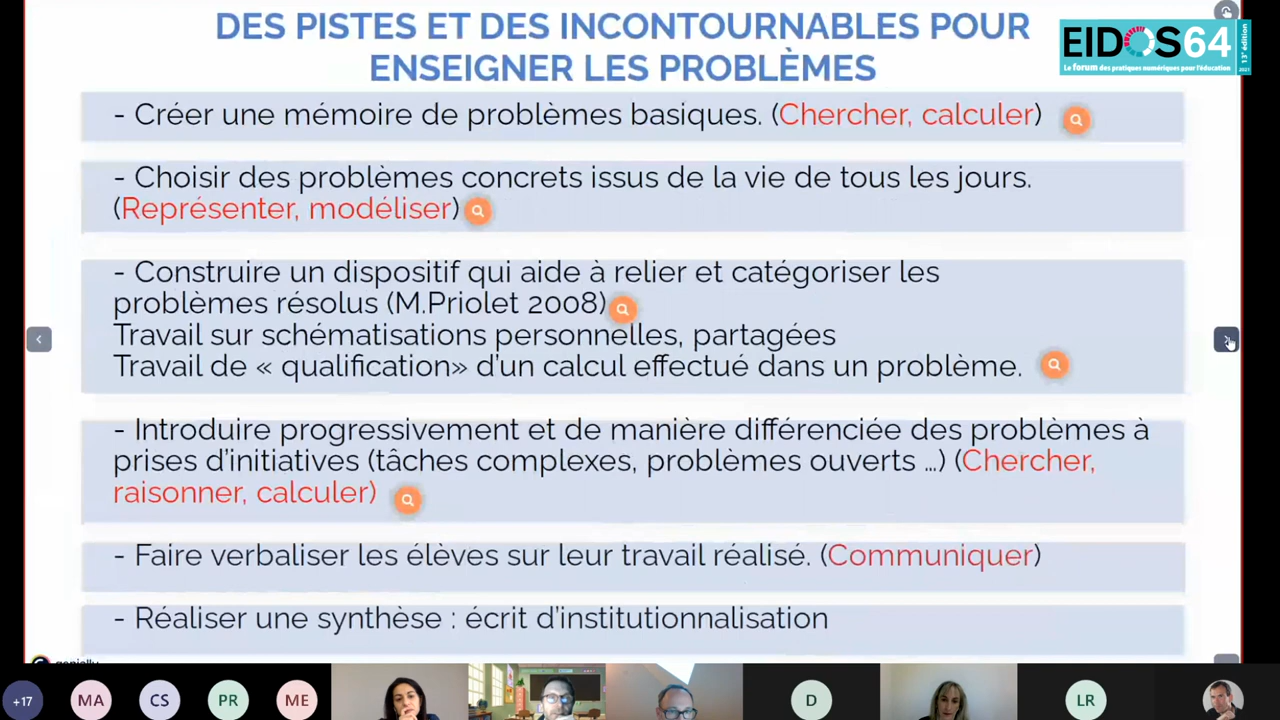 DES PISTES ET DES INCONTOURNABLES POUR
ENSEIGNER LES PROBLÈMES
EIDOS64
Le forum des pratiques numériques pour l'éducation
13e édition
2021
- Créer une mémoire de problèmes basiques. (Chercher, calculer)
- Choisir des problèmes concrets issus de la vie de tous les jours.
(Représenter, modéliser)
- Construire un dispositif qui aide à relier et catégoriser les
problèmes résolus (M.Priolet 2008)
Travail sur schématisations personnelles, partagées
Travail de « qualification» d'un calcul effectué dans un problème.
- Introduire progressivement et de manière différenciée des problèmes à
prises d'initiatives (tâches complexes, problèmes ouverts ...) (Chercher,
raisonner, calculer)
- Faire verbaliser les élèves sur leur travail réalisé. (Communiquer)
- Réaliser une synthèse : écrit d'institutionnalisation
genially
+17
MA
CS
PR
ME
D
LR